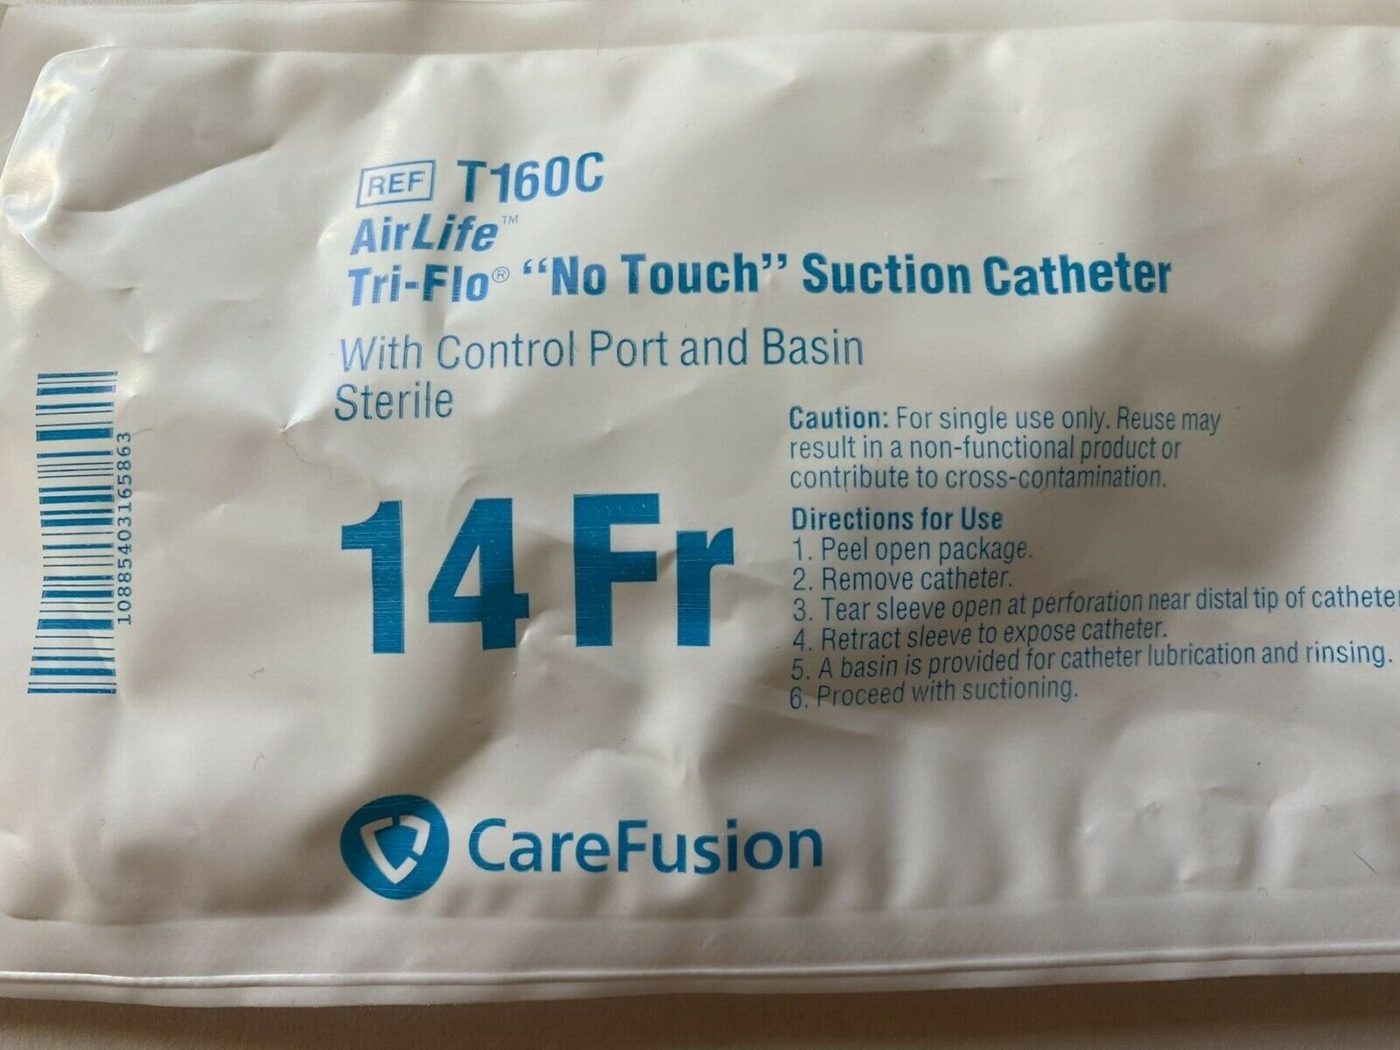 REF T160C
AirLife™
Tri-Flo® “No Touch” Suction Catheter
With Control Port and Basin
Sterile
14 Fr
Caution: For single use only. Reuse may
result in a non-functional product or
contribute to cross-contamination.
Directions for Use
1. Peel open package.
2. Remove catheter.
3. Tear sleeve open at perforation near distal tip of catheter
4. Retract sleeve to expose catheter.
5. A basin is provided for catheter lubrication and rinsing.
6. Proceed with suctioning.
10885403165863
CareFusion